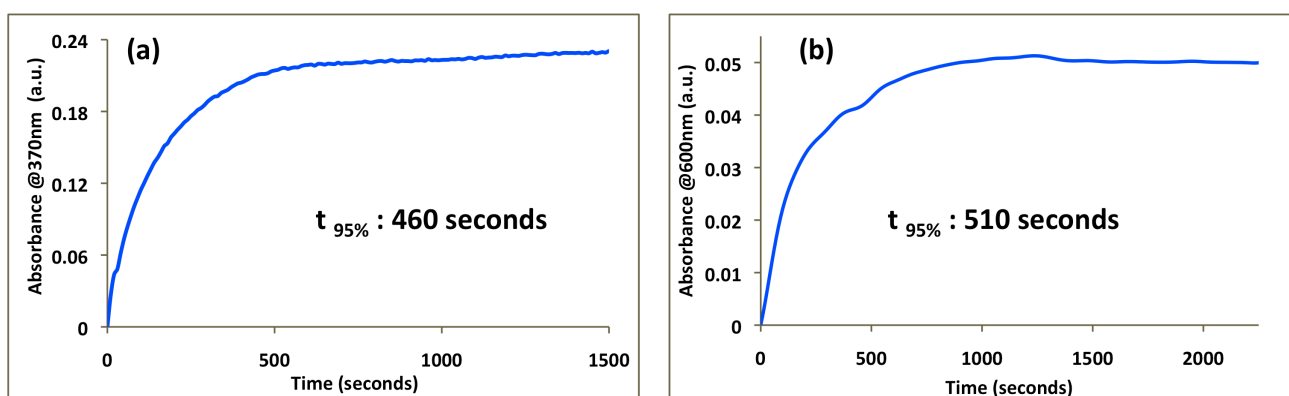 (a)
Absorbance @370nm (a.u.)
0.24
0.18
0.12
0.06
0
t 95% : 460 seconds
0 500 1000 1500
Time (seconds)
(b)
Absorbance @600nm (a.u.)
0.05
0.04
0.03
0.02
0.01
0
t 95% : 510 seconds
0 500 1000 1500 2000
Time (seconds)